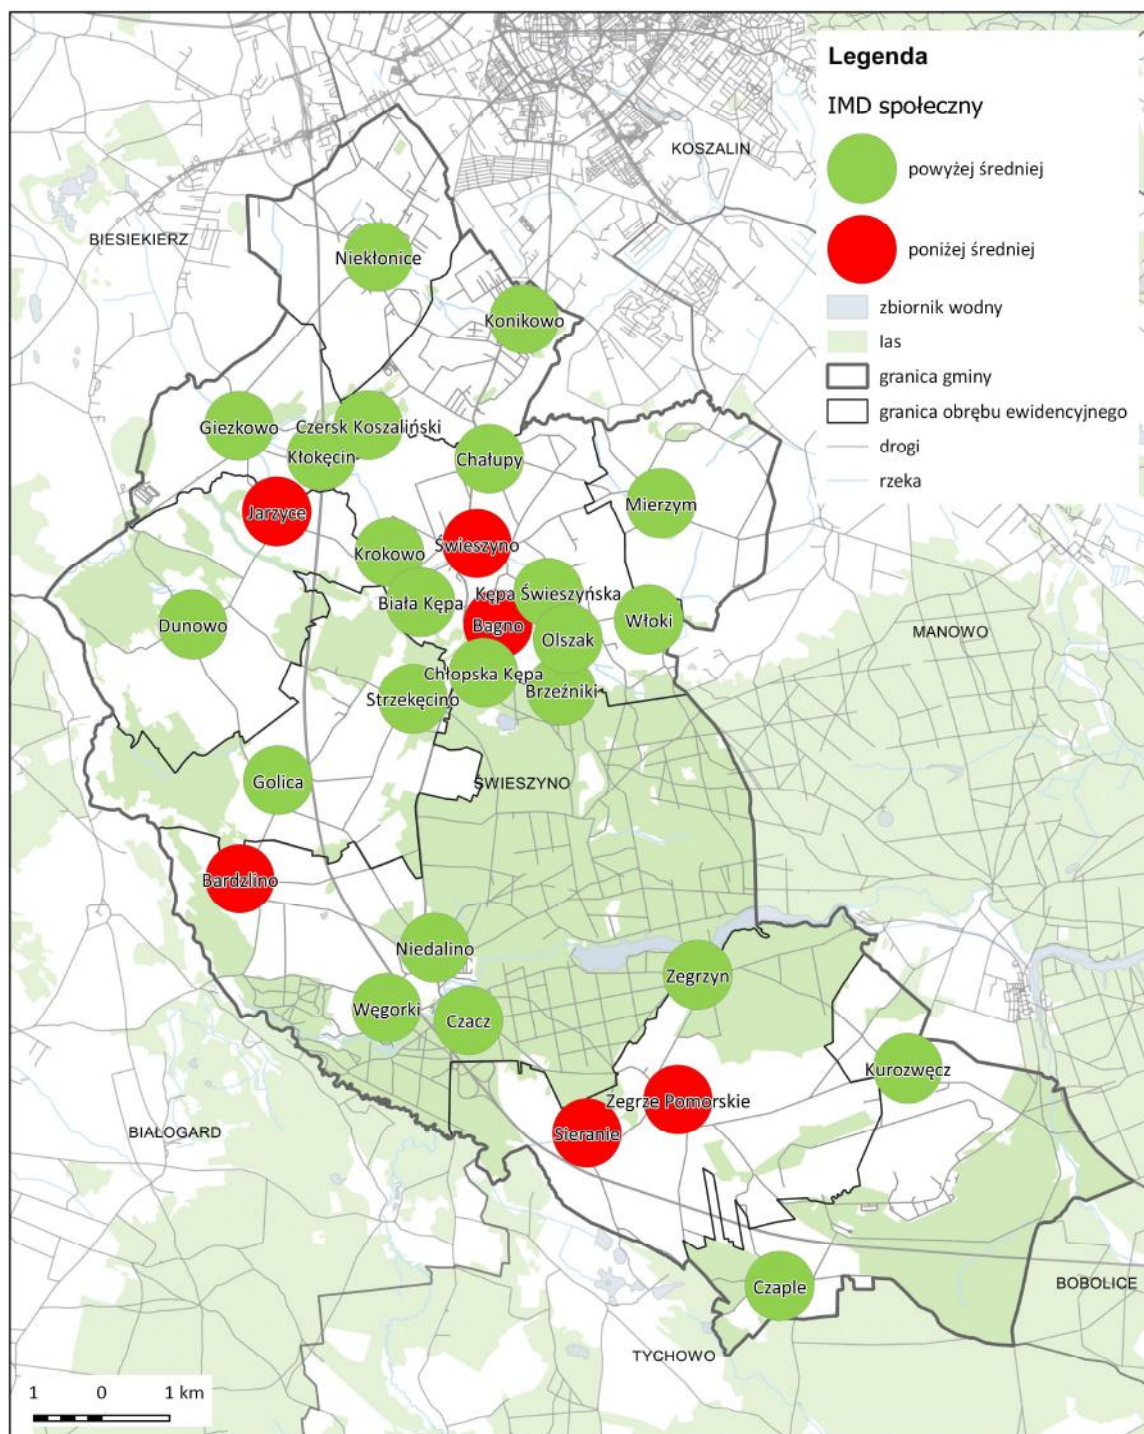 Legenda
IMD społeczny
powyżej średniej
poniżej średniej
zbiornik wodny
las
granica gminy
granica obrębu ewidencyjnego
drogi
rzeka
KOSZALIN
BIESIEKIERZ
Niekłonice
Konikowo
Giezkowo
Czersk Koszaliński
Kłokęcin
Chałupy
Mierzym
Jarzyce
Świeszyno
Krokowo
Kępa Świeszyńska
Biała Kępa
Bagno
Włoki
Dunowo
Olszak
MANOWO
Chłopska Kępa
Strzekęcino
Brzeźniki
Golica
ŚWIESZYNO
Bardzlino
Niedalino
Zegrzyn
Węgorki
Czacz
Kurozwęcz
Zegrze Pomorskie
BIAŁOGARD
Sieranie
Czaple
BOBOLICE
TYCHOWO
1 0 1 km